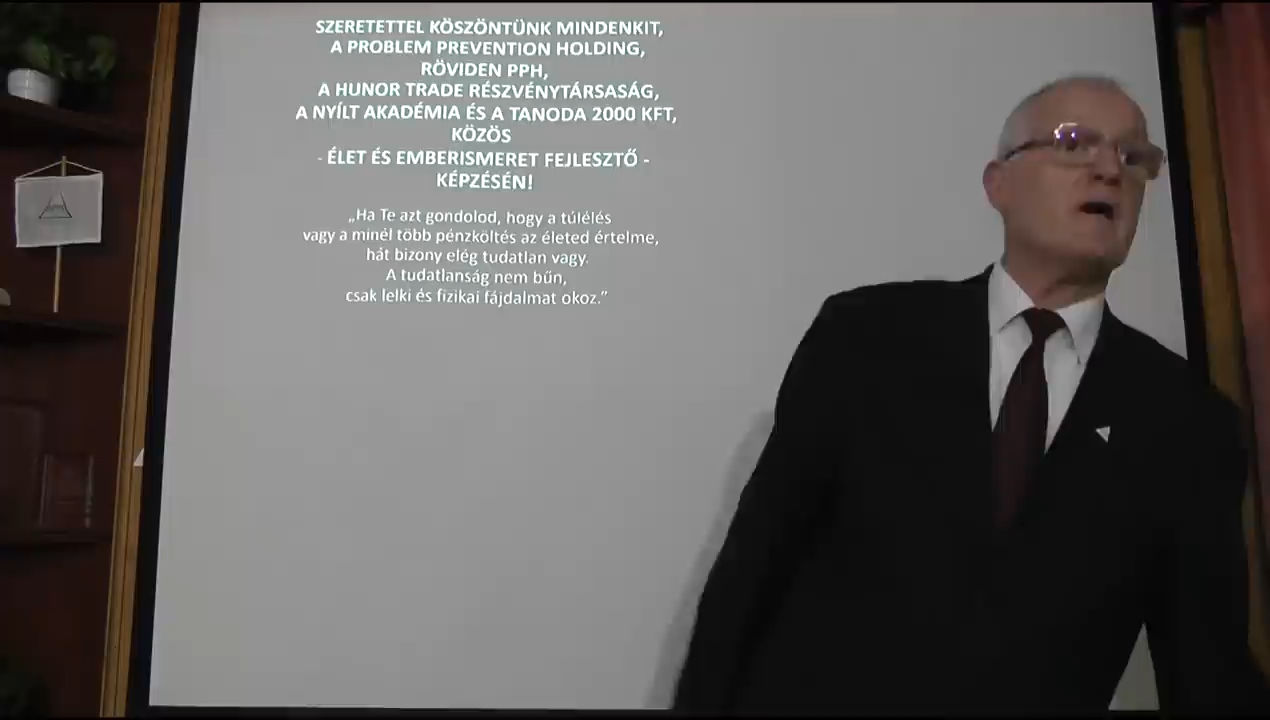 SZERETETTEL KÖSZÖNTÜNK MINDENKIT,
A PROBLEM PREVENTION HOLDING,
RÖVIDEN PPH,
A HUNOR TRADE RÉSZVÉNYTÁRSASÁG,
A NYÍLT AKADÉMIA ÉS A TANODA 2000 KFT,
KÖZÖS
- ÉLET ÉS EMBERISMERET FEJLESZTŐ -
KÉPZÉSÉN!
„Ha Te azt gondolod, hogy a túlélés
vagy a minél több pénzköltés az életed értelme,
hát bizony elég tudatlan vagy.
A tudatlanság nem bűn,
csak lelki és fizikai fájdalmat okoz.”